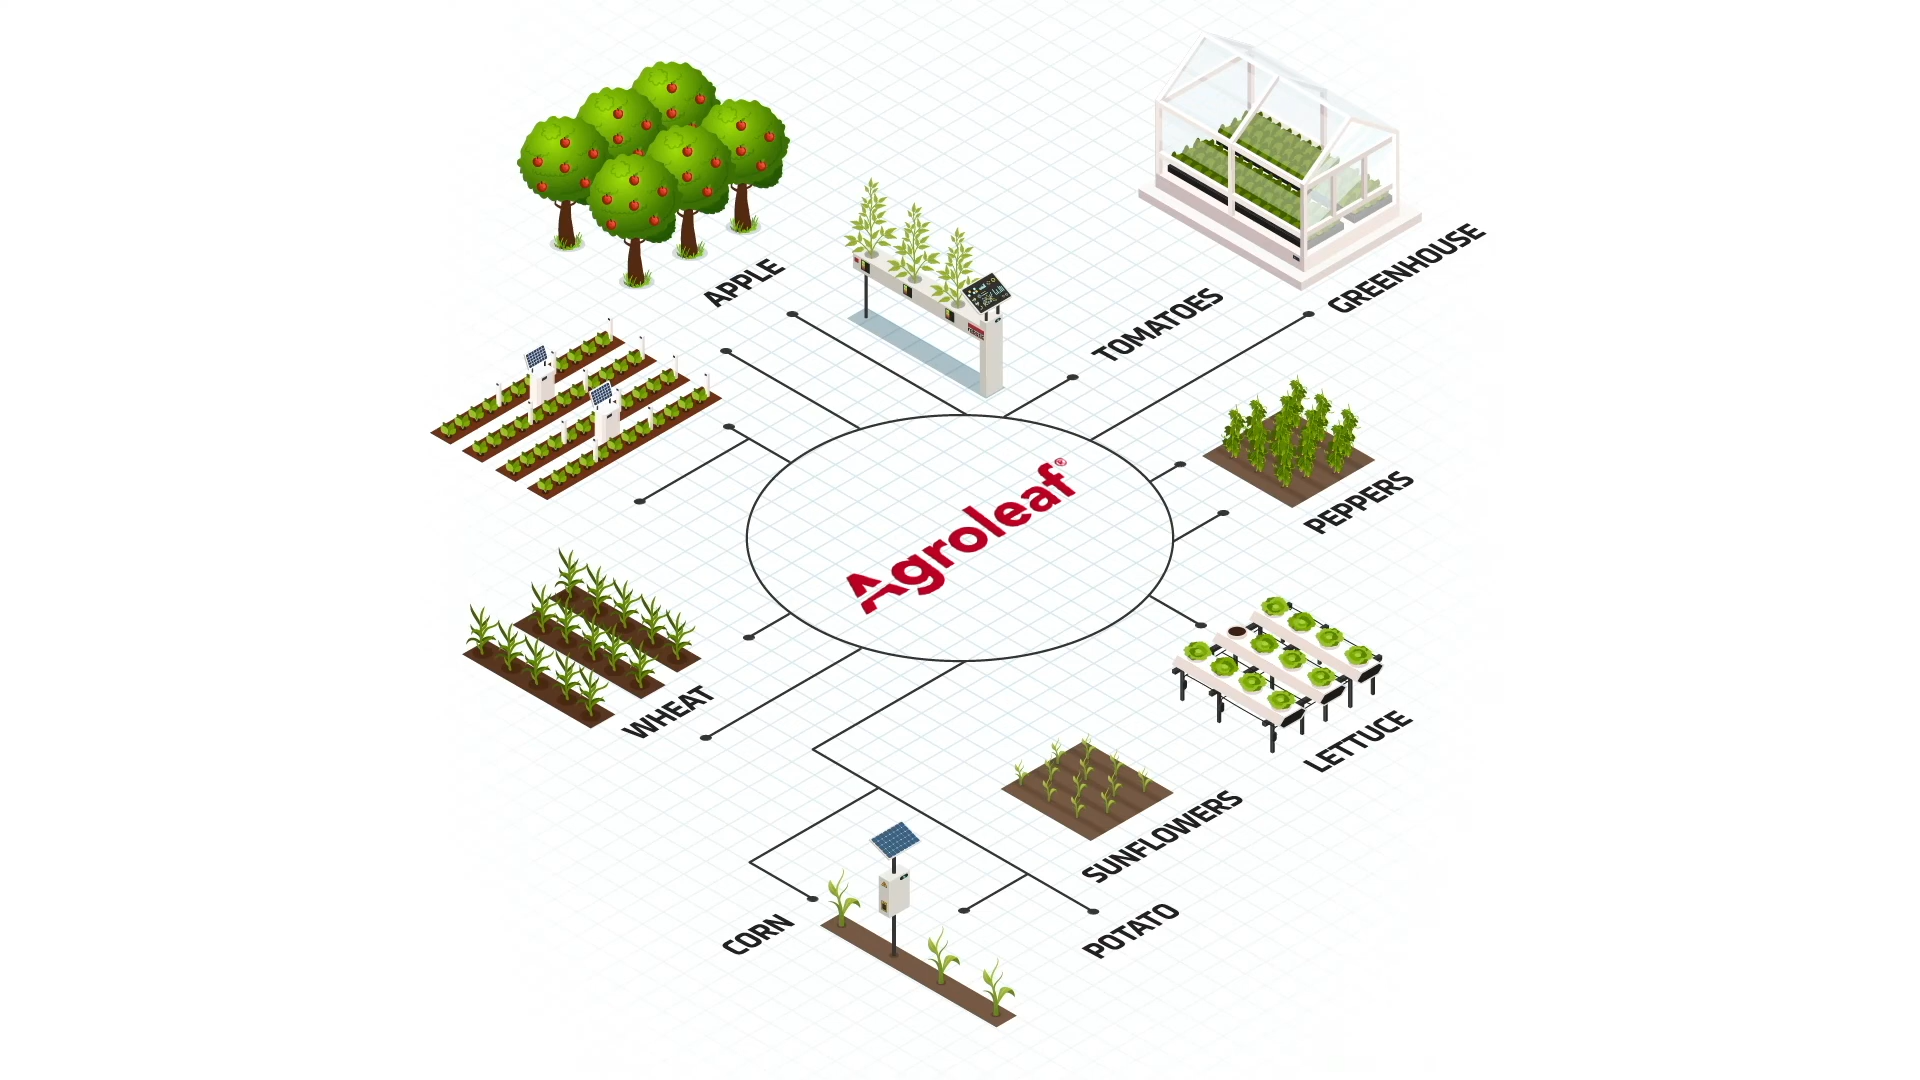 APPLE
GREENHOUSE
TOMATOES
Agroleaf®
PEPPERS
WHEAT
LETTUCE
SUNFLOWERS
CORN
POTATO